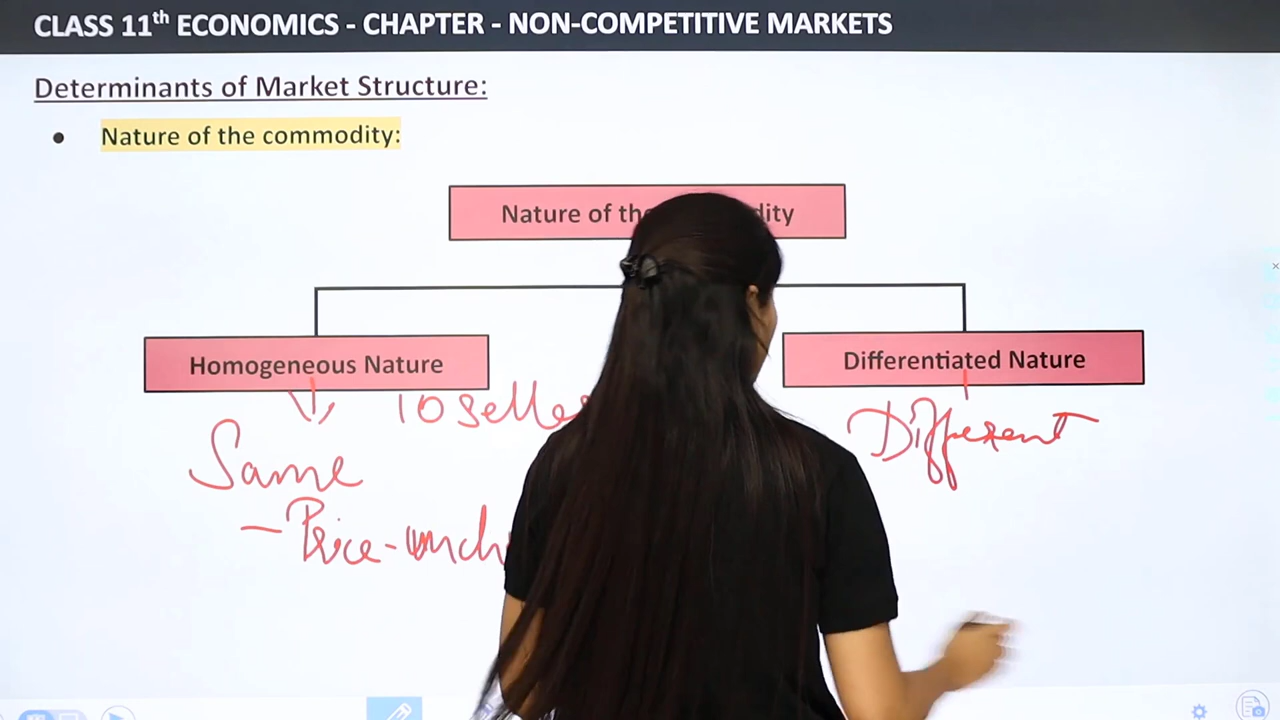 CLASS 11th ECONOMICS - CHAPTER - NON-COMPETITIVE MARKETS
Determinants of Market Structure:
• Nature of the commodity:
Nature of th dity
Homogeneous Nature
Differentiated Nature
10 Selle
Different
Same
- Price - unch